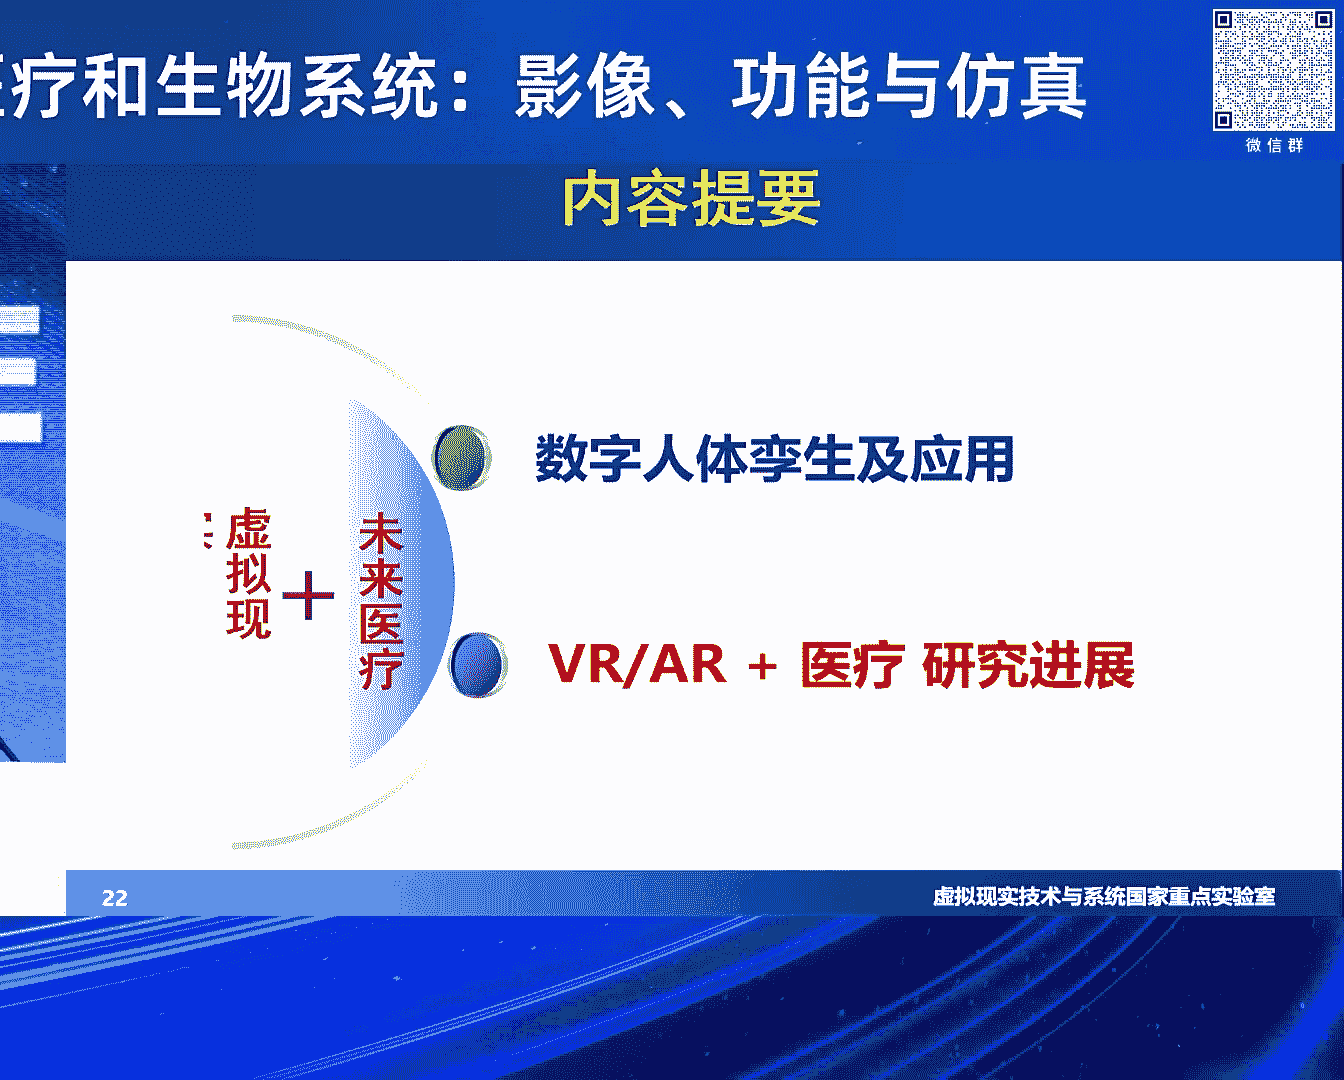 疗和生物系统：影像、功能与仿真
微信群
内容提要
数字人体孪生及应用
虚拟现
+
未来医疗
VR/AR + 医疗 研究进展
22
虚拟现实技术与系统国家重点实验室